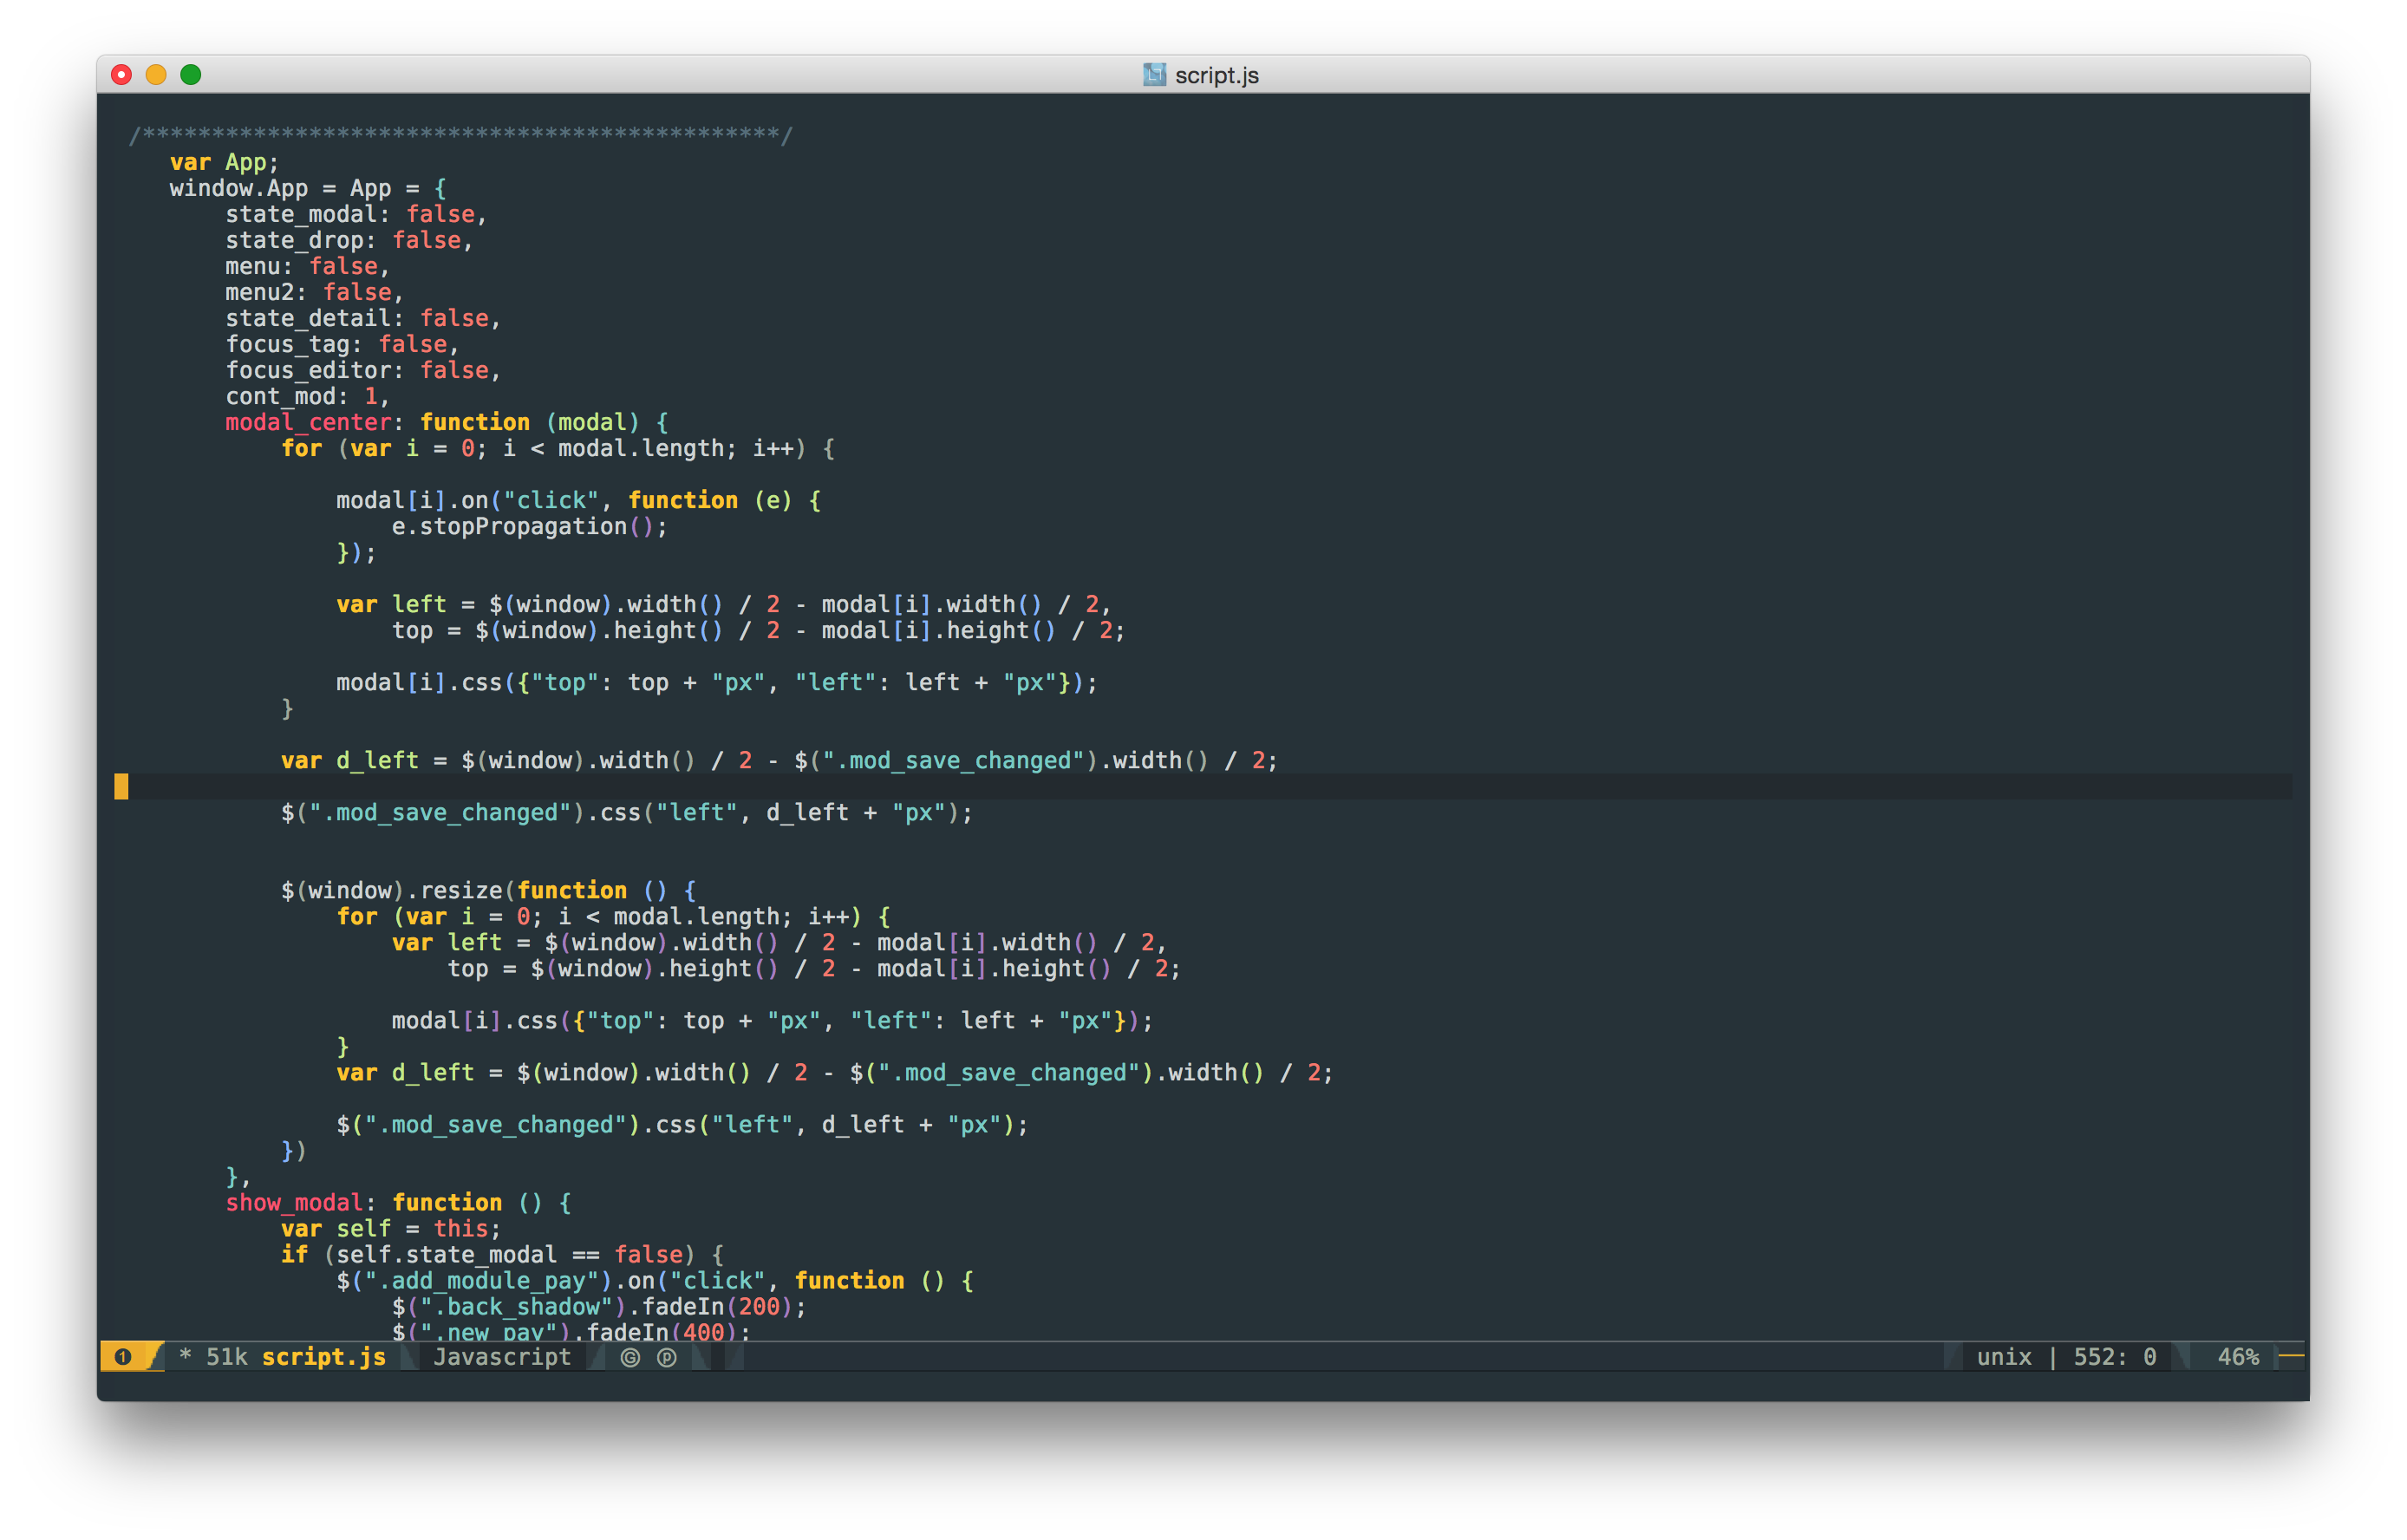 script.js
/**********************************************/
var App;
window.App = App = {
state_modal: false,
state_drop: false,
menu: false,
menu2: false,
state_detail: false,
focus_tag: false,
focus_editor: false,
cont_mod: 1,
modal_center: function (modal) {
for (var i = 0; i < modal.length; i++) {
modal[i].on("click", function (e) {
e.stopPropagation();
});
var left = $(window).width() / 2 - modal[i].width() / 2,
top = $(window).height() / 2 - modal[i].height() / 2;
modal[i].css({"top": top + "px", "left": left + "px"});
}
var d_left = $(window).width() / 2 - $(".mod_save_changed").width() / 2;
$(".mod_save_changed").css("left", d_left + "px");
$(window).resize(function () {
for (var i = 0; i < modal.length; i++) {
var left = $(window).width() / 2 - modal[i].width() / 2,
top = $(window).height() / 2 - modal[i].height() / 2;
modal[i].css({"top": top + "px", "left": left + "px"});
}
var d_left = $(window).width() / 2 - $(".mod_save_changed").width() / 2;
$(".mod_save_changed").css("left", d_left + "px");
})
},
show_modal: function () {
var self = this;
if (self.state_modal == false) {
$(".add_module_pay").on("click", function () {
$(".back_shadow").fadeIn(200);
$(".new_pay").fadeIn(400);
❶ * 51k script.js Javascript Ⓖ ⓟ unix | 552: 0 46%